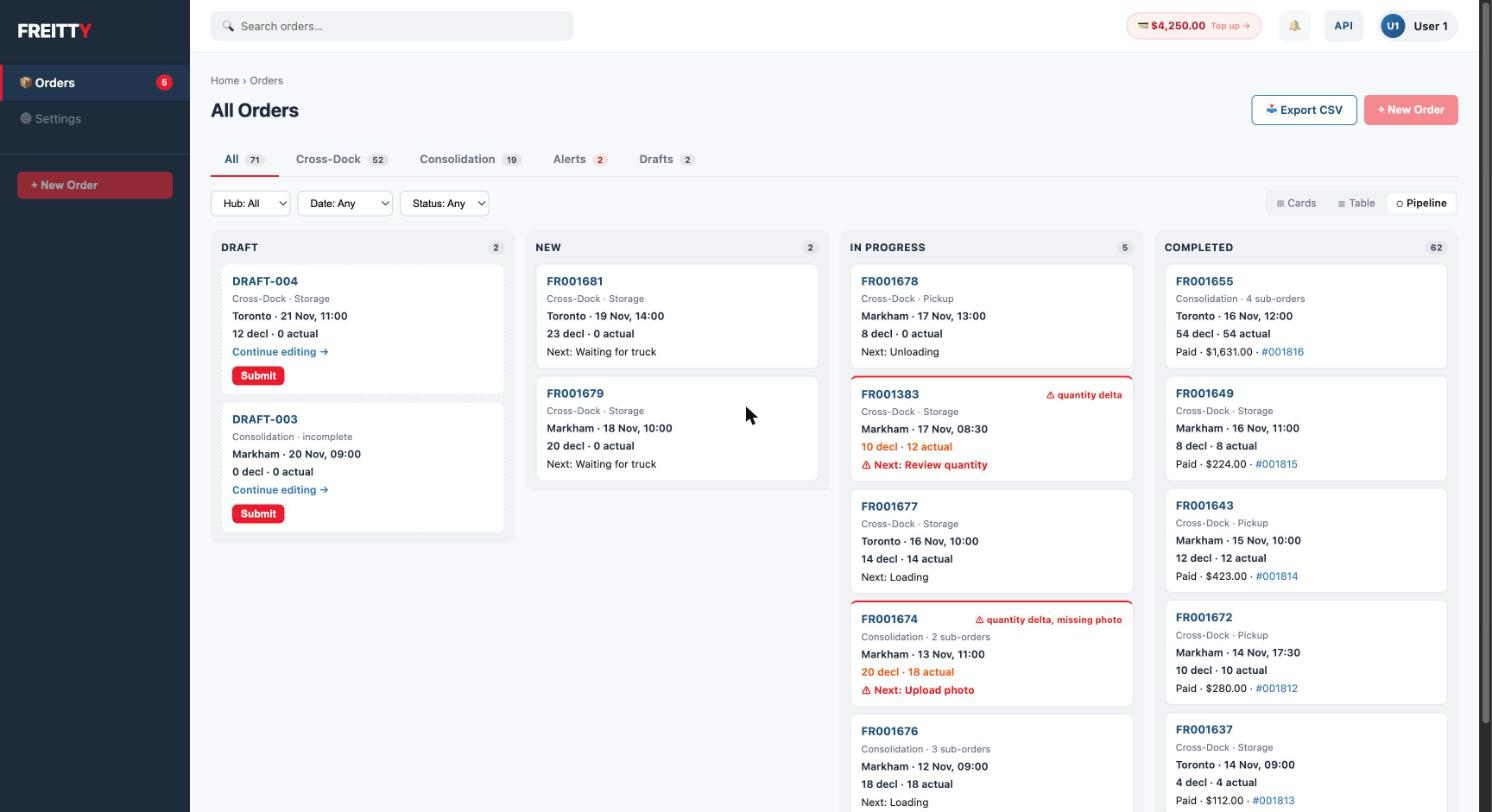 FREITTY
Search orders...
$4,250.00 Top up →
API
U1 User 1
Orders 5
Settings
+ New Order
Home › Orders
All Orders
Export CSV
+ New Order
All 71
Cross-Dock 52
Consolidation 19
Alerts 2
Drafts 2
Hub: All
Date: Any
Status: Any
Cards
Table
Pipeline
DRAFT 2
DRAFT-004
Cross-Dock · Storage
Toronto · 21 Nov, 11:00
12 decl · 0 actual
Continue editing →
Submit
DRAFT-003
Consolidation · incomplete
Markham · 20 Nov, 09:00
0 decl · 0 actual
Continue editing →
Submit
NEW 2
FR001681
Cross-Dock · Storage
Toronto · 19 Nov, 14:00
23 decl · 0 actual
Next: Waiting for truck
FR001679
Cross-Dock · Storage
Markham · 18 Nov, 10:00
20 decl · 0 actual
Next: Waiting for truck
IN PROGRESS 5
FR001678
Cross-Dock · Pickup
Markham · 17 Nov, 13:00
8 decl · 0 actual
Next: Unloading
FR001383 ⚠ quantity delta
Cross-Dock · Storage
Markham · 17 Nov, 08:30
10 decl · 12 actual
⚠ Next: Review quantity
FR001677
Cross-Dock · Storage
Toronto · 16 Nov, 10:00
14 decl · 14 actual
Next: Loading
FR001674 ⚠ quantity delta, missing photo
Consolidation · 2 sub-orders
Markham · 13 Nov, 11:00
20 decl · 18 actual
⚠ Next: Upload photo
FR001676
Consolidation · 3 sub-orders
Markham · 12 Nov, 09:00
18 decl · 18 actual
Next: Loading
COMPLETED 62
FR001655
Consolidation · 4 sub-orders
Toronto · 16 Nov, 12:00
54 decl · 54 actual
Paid · $1,631.00 · #001816
FR001649
Cross-Dock · Storage
Markham · 16 Nov, 11:00
8 decl · 8 actual
Paid · $224.00 · #001815
FR001643
Cross-Dock · Pickup
Markham · 15 Nov, 10:00
12 decl · 12 actual
Paid · $423.00 · #001814
FR001672
Cross-Dock · Pickup
Markham · 14 Nov, 17:30
10 decl · 10 actual
Paid · $280.00 · #001812
FR001637
Cross-Dock · Storage
Toronto · 14 Nov, 09:00
4 decl · 4 actual
Paid · $112.00 · #001813